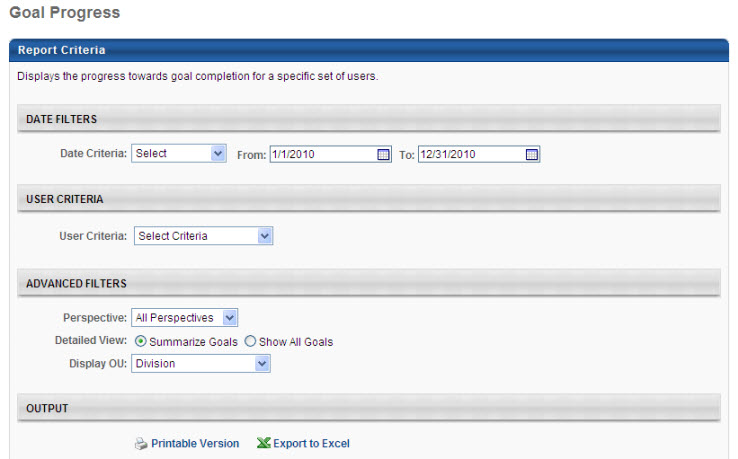 Goal Progress
Report Criteria
Displays the progress towards goal completion for a specific set of users.
DATE FILTERS
Date Criteria: Select From: 1/1/2010 To: 12/31/2010
USER CRITERIA
User Criteria: Select Criteria
ADVANCED FILTERS
Perspective: All Perspectives
Detailed View: Summarize Goals Show All Goals
Display OU: Division
OUTPUT
Printable Version Export to Excel